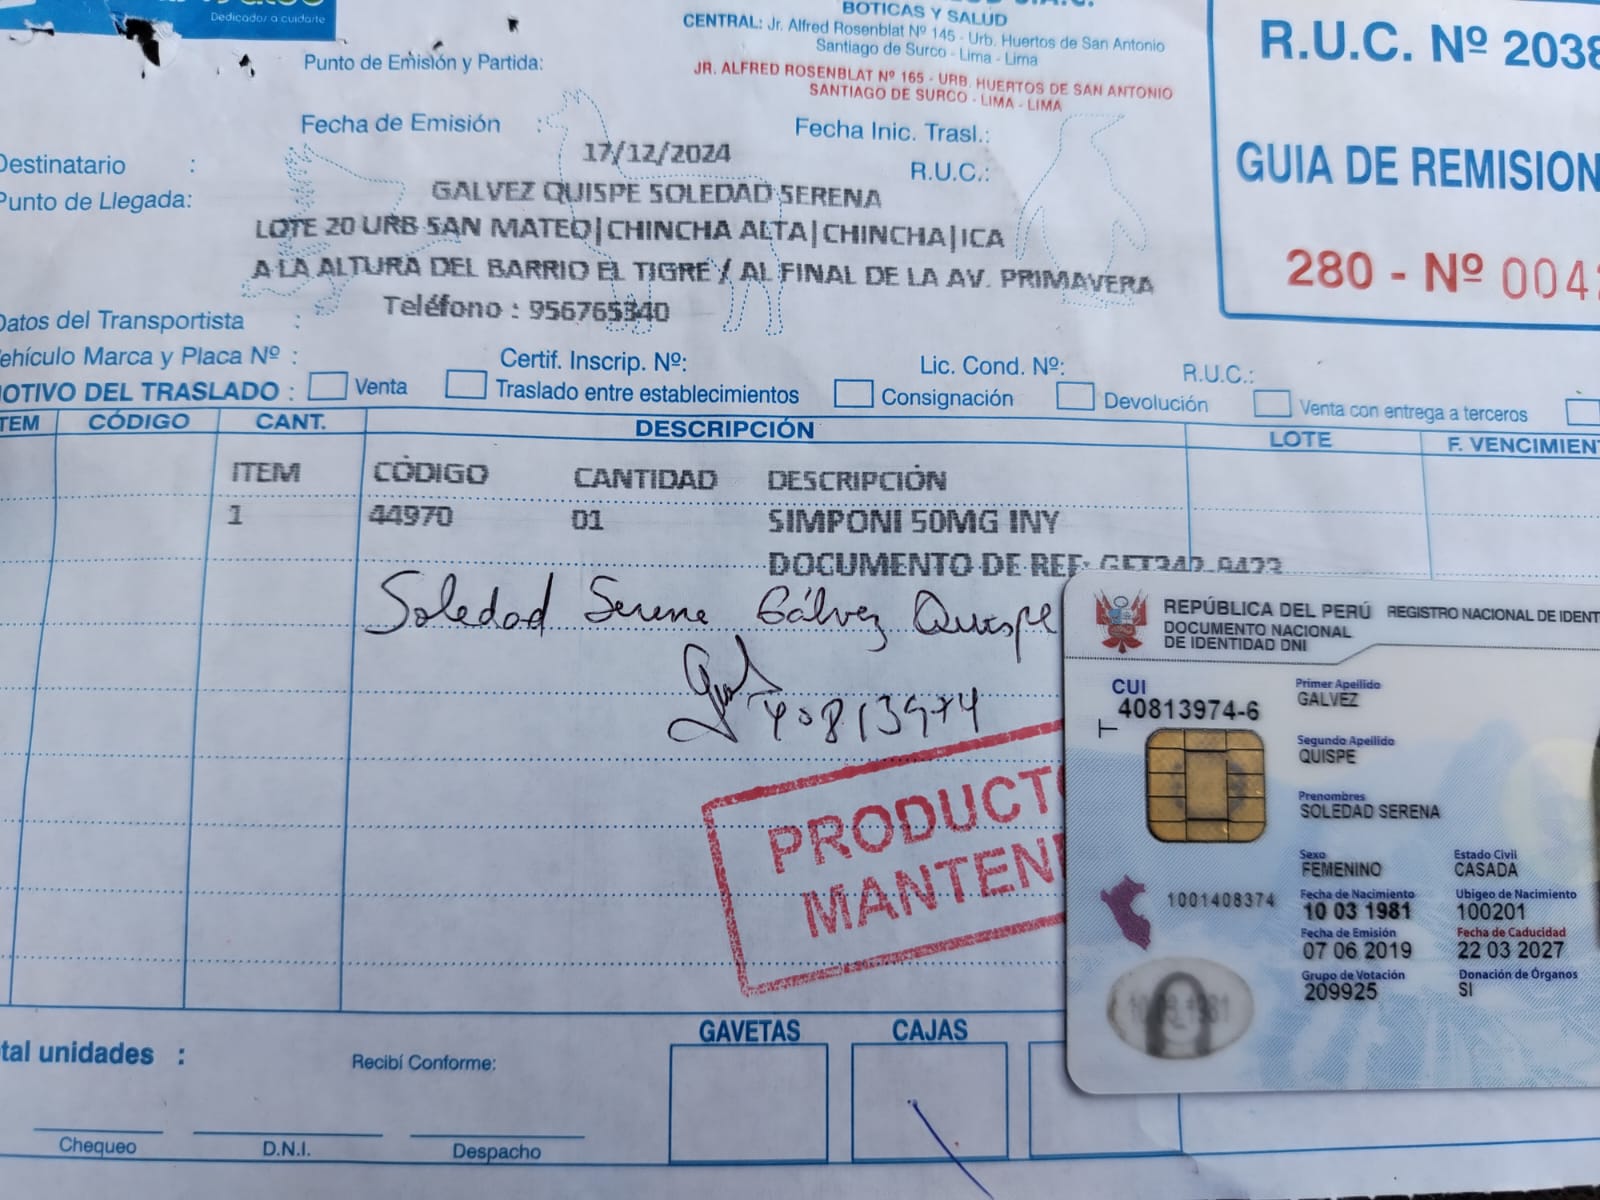 Dedicados a cuidarte
BOTICAS Y SALUD
CENTRAL: Jr. Alfred Rosenblat Nº 145 - Urb. Huertos de San Antonio
Santiago de Surco - Lima - Lima
JR. ALFRED ROSENBLAT Nº 165 - URB. HUERTOS DE SAN ANTONIO
SANTIAGO DE SURCO - LIMA - LIMA
R.U.C. Nº 2038
GUIA DE REMISION
280 - Nº 004
Punto de Emisión y Partida:
Fecha de Emisión :
Fecha Inic. Trasl.:
17/12/2024
Destinatario :
R.U.C.:
GALVEZ QUISPE SOLEDAD SERENA
Punto de Llegada:
LOTE 20 URB SAN MATEO|CHINCHA ALTA|CHINCHA|ICA
A LA ALTURA DEL BARRIO EL TIGRE / AL FINAL DE LA AV. PRIMAVERA
Teléfono : 956765340
Datos del Transportista :
ehículo Marca y Placa Nº :
Certif. Inscrip. Nº:
Lic. Cond. Nº:
R.U.C.:
OTIVO DEL TRASLADO :
Venta
Traslado entre establecimientos
Consignación
Devolución
Venta con entrega a terceros
TEM CÓDIGO CANT. DESCRIPCIÓN LOTE F. VENCIMIEN
ITEM CÓDIGO CANTIDAD DESCRIPCIÓN
1 44970 01 SIMPONI 50MG INY
DOCUMENTO DE REF:
Soledad Serena Gálvez Quispe
40813974
PRODUCTO
MANTEN
REPÚBLICA DEL PERÚ REGISTRO NACIONAL DE IDENT
DOCUMENTO NACIONAL
DE IDENTIDAD DNI
CUI
40813974-6
Primer Apellido
GALVEZ
Segundo Apellido
QUISPE
Prenombres
SOLEDAD SERENA
Sexo Estado Civil
FEMENINO CASADA
Fecha de Nacimiento Ubigeo de Nacimiento
10 03 1981 100201
1001408374
Fecha de Emisión Fecha de Caducidad
07 06 2019 22 03 2027
Grupo de Votación Donación de Órganos
209925 SI
tal unidades :
Recibí Conforme:
GAVETAS
CAJAS
Chequeo
D.N.I.
Despacho